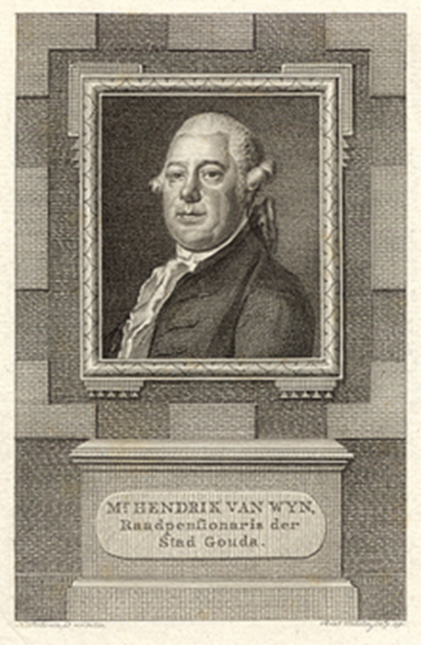 Mr. HENDRIK VAN WYN,
Raadpenſionaris der
Stad Gouda.